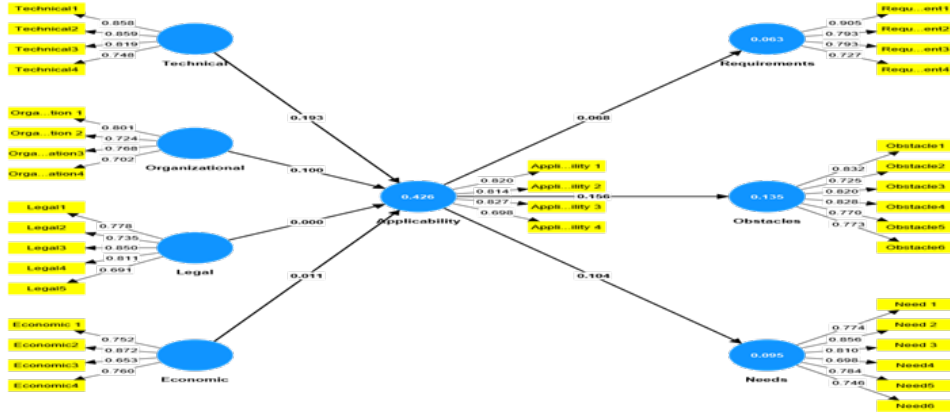 Technical1
Technical2
Technical3
Technical4
0.858
0.859
0.819
0.748
Technical
0.193
Orga...tion 1
Orga...tion 2
Orga...ation3
Organization4
0.801
0.724
0.768
0.702
Organizational
0.100
Legal1
Legal2
Legal3
Legal4
Legal5
0.778
0.735
0.850
0.811
0.691
Legal
0.000
Economic 1
Economic2
Economic3
Economic4
0.752
0.872
0.653
0.760
Economic
0.011
0.426
Applicability
0.820
0.814
0.827
0.698
Appli...ility 1
Appli...ility 2
Appli...ility 3
Appli...ility 4
0.068
0.156
0.104
0.063
Requirements
0.905
0.793
0.793
0.727
Requ...ent1
Requ...ent2
Requ...ent3
Requ...ent4
0.135
Obstacles
0.832
0.725
0.820
0.828
0.770
0.773
Obstacle1
Obstacle2
Obstacle3
Obstacle4
Obstacle5
Obstacle6
0.095
Needs
0.774
0.856
0.810
0.698
0.784
0.746
Need 1
Need 2
Need 3
Need4
Need5
Need6